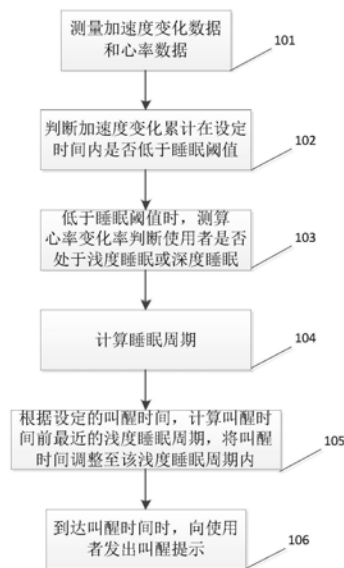 测量加速度变化数据
和心率数据
101
判断加速度变化累计在设定
时间内是否低于睡眠阈值
102
低于睡眠阈值时，测算
心率变化率判断使用者是否
处于浅度睡眠或深度睡眠
103
计算睡眠周期
104
根据设定的叫醒时间，计算叫醒时
间前最近的浅度睡眠周期，将叫醒
时间调整至该浅度睡眠周期内
105
到达叫醒时间时，向使用
者发出叫醒提示
106